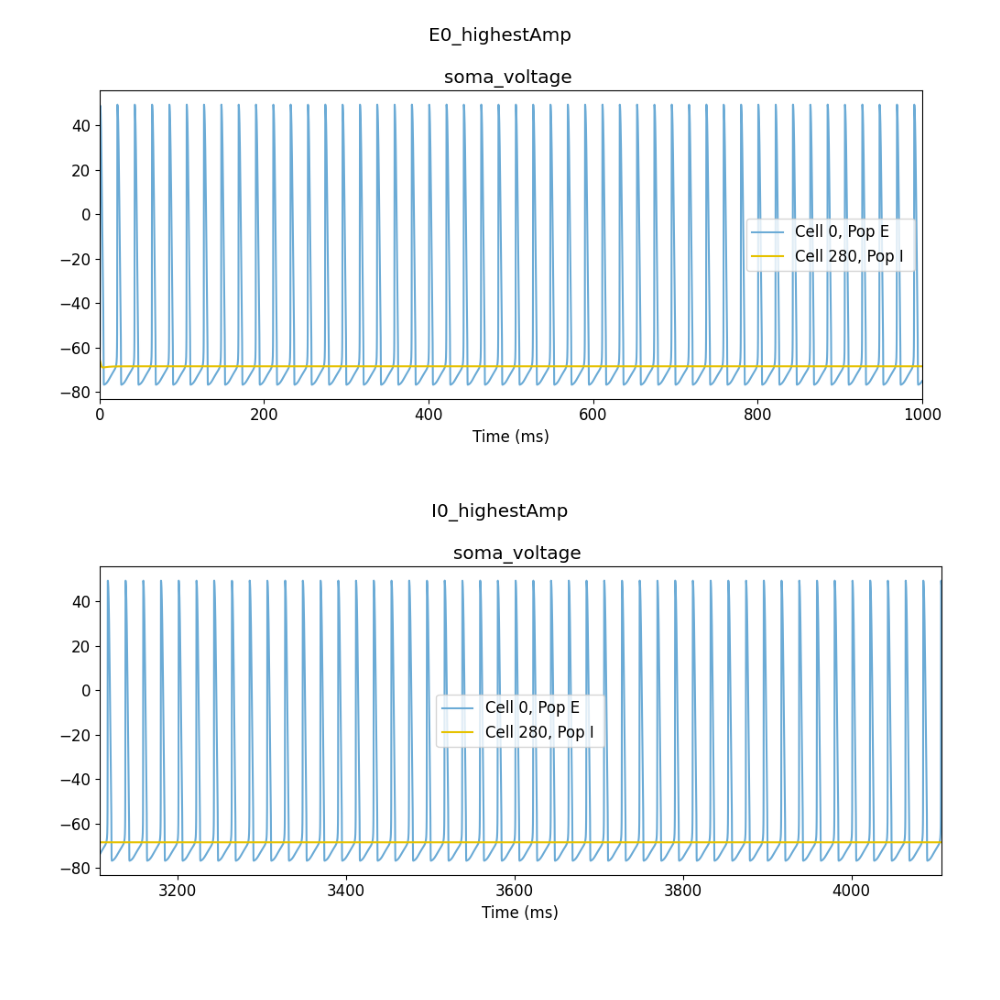 E0_highestAmp
soma_voltage
40
20
0
−20
−40
−60
−80
Cell 0, Pop E
Cell 280, Pop I
0 200 400 600 800 1000
Time (ms)
I0_highestAmp
soma_voltage
40
20
0
−20
−40
−60
−80
Cell 0, Pop E
Cell 280, Pop I
3200 3400 3600 3800 4000
Time (ms)